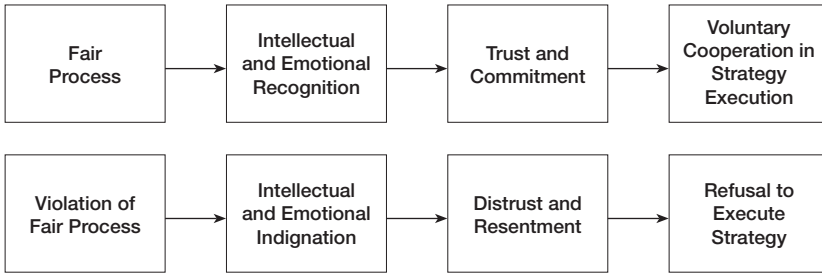 Fair
Process
Intellectual
and Emotional
Recognition
Trust and
Commitment
Voluntary
Cooperation in
Strategy
Execution
Violation of
Fair Process
Intellectual
and Emotional
Indignation
Distrust and
Resentment
Refusal to
Execute
Strategy